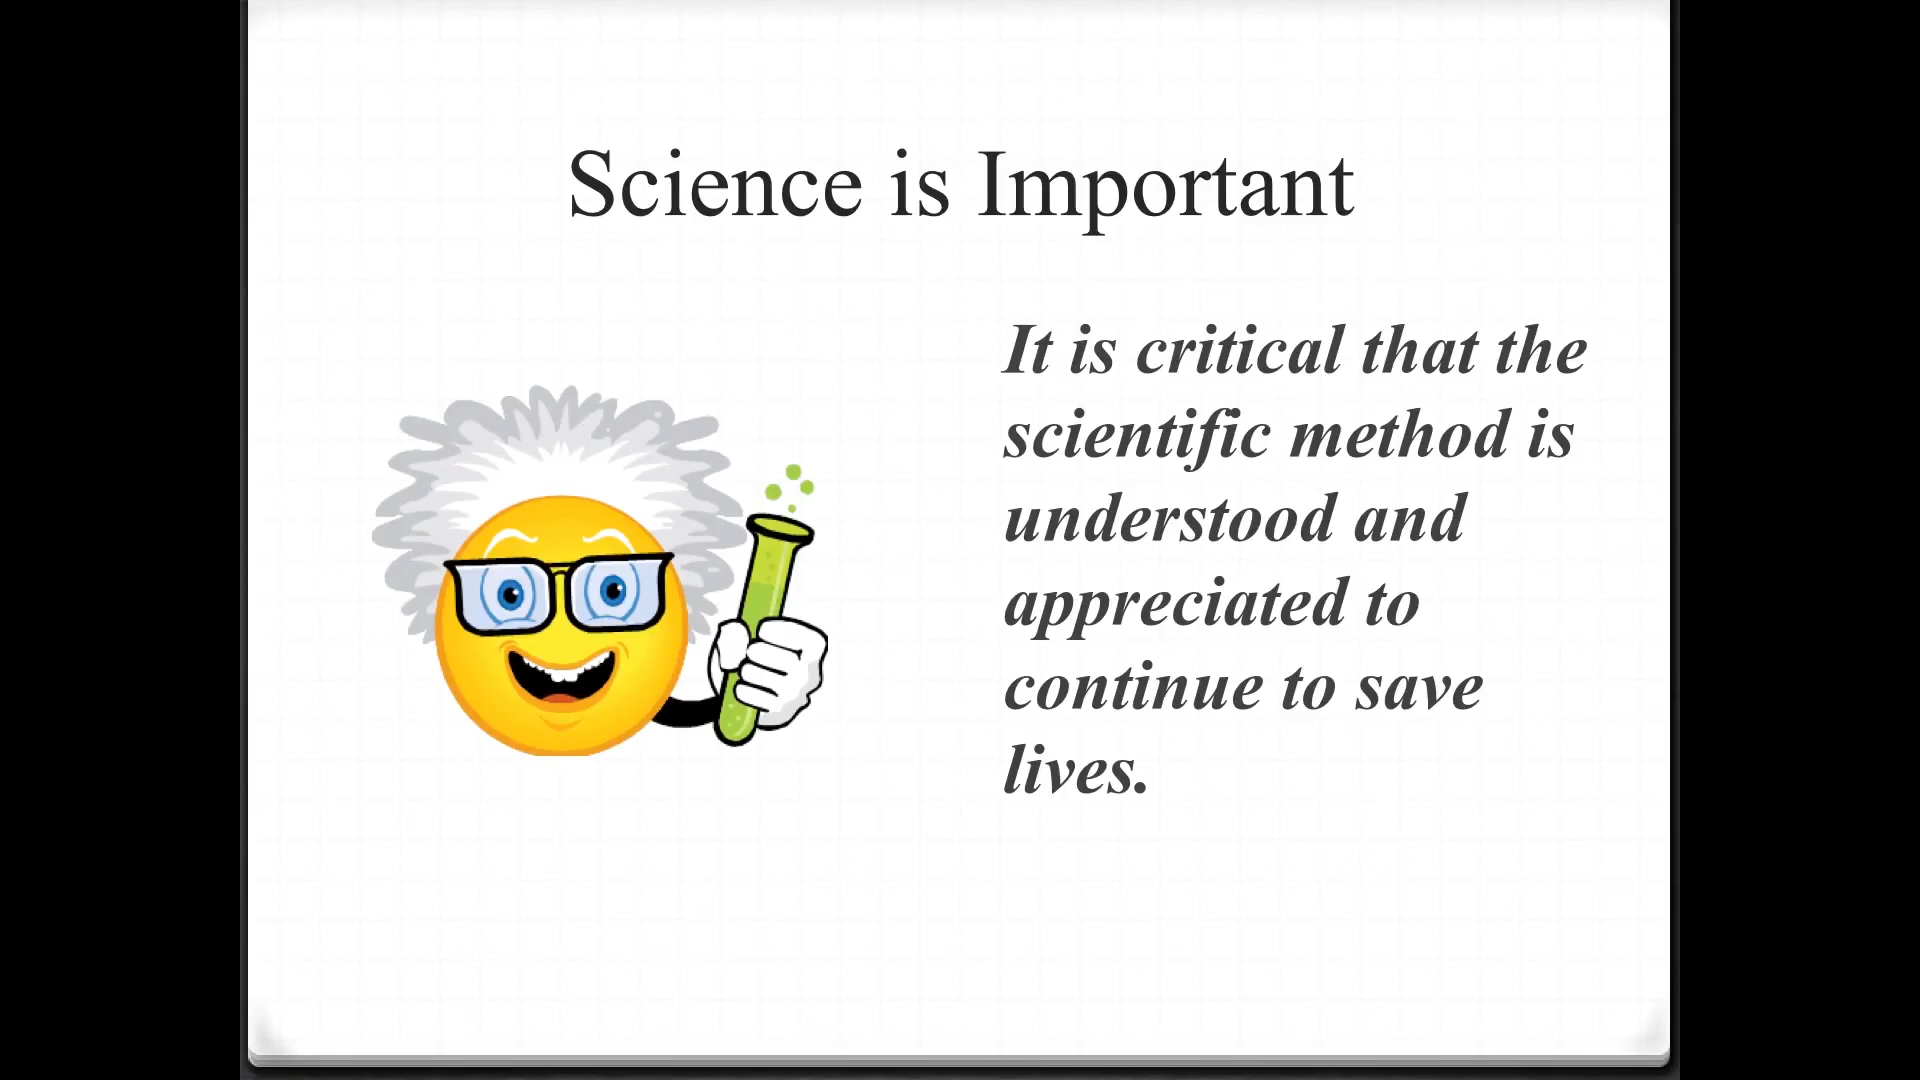 Science is Important
It is critical that the
scientific method is
understood and
appreciated to
continue to save
lives.